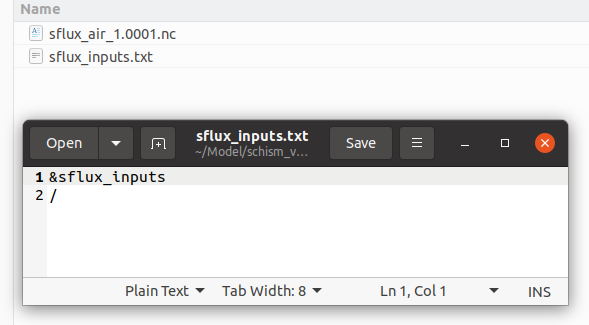 Name
sflux_air_1.0001.nc
sflux_inputs.txt
Open
sflux_inputs.txt
~/Model/schism_v...
Save
1 &sflux_inputs
2 /
Plain Text
Tab Width: 8
Ln 1, Col 1
INS